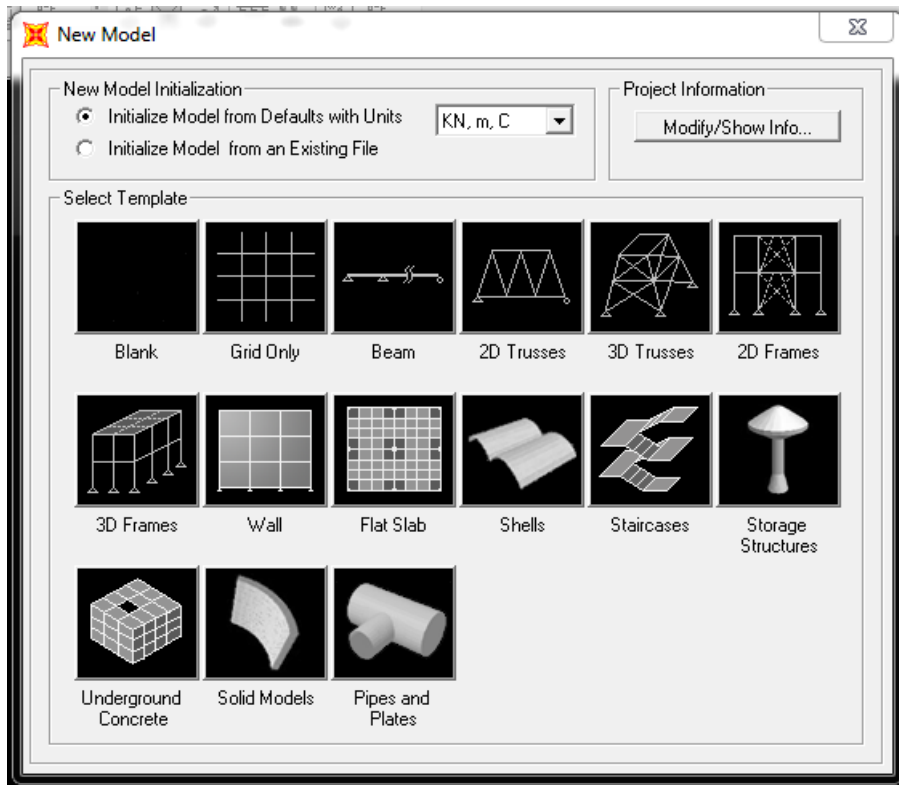 New Model
New Model Initialization
Initialize Model from Defaults with Units
KN, m, C
Initialize Model from an Existing File
Project Information
Modify/Show Info...
Select Template
Blank
Grid Only
Beam
2D Trusses
3D Trusses
2D Frames
3D Frames
Wall
Flat Slab
Shells
Staircases
Storage
Structures
Underground
Concrete
Solid Models
Pipes and
Plates